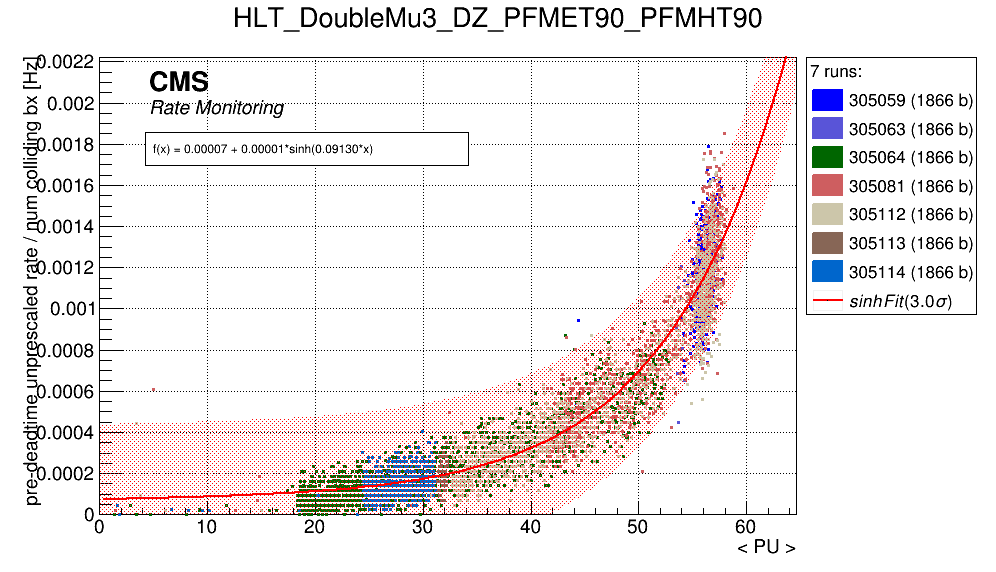 HLT_DoubleMu3_DZ_PFMET90_PFMHT90
pre-deadtime unprescaled rate / num colliding bx [Hz]
0.0022
0.002
0.0018
0.0016
0.0014
0.0012
0.001
0.0008
0.0006
0.0004
0.0002
0
CMS
Rate Monitoring
f(x) = 0.00007 + 0.00001*sinh(0.09130*x)
0 10 20 30 40 50 60
< PU >
7 runs:
305059 (1866 b)
305063 (1866 b)
305064 (1866 b)
305081 (1866 b)
305112 (1866 b)
305113 (1866 b)
305114 (1866 b)
sinhFit(3.0σ)